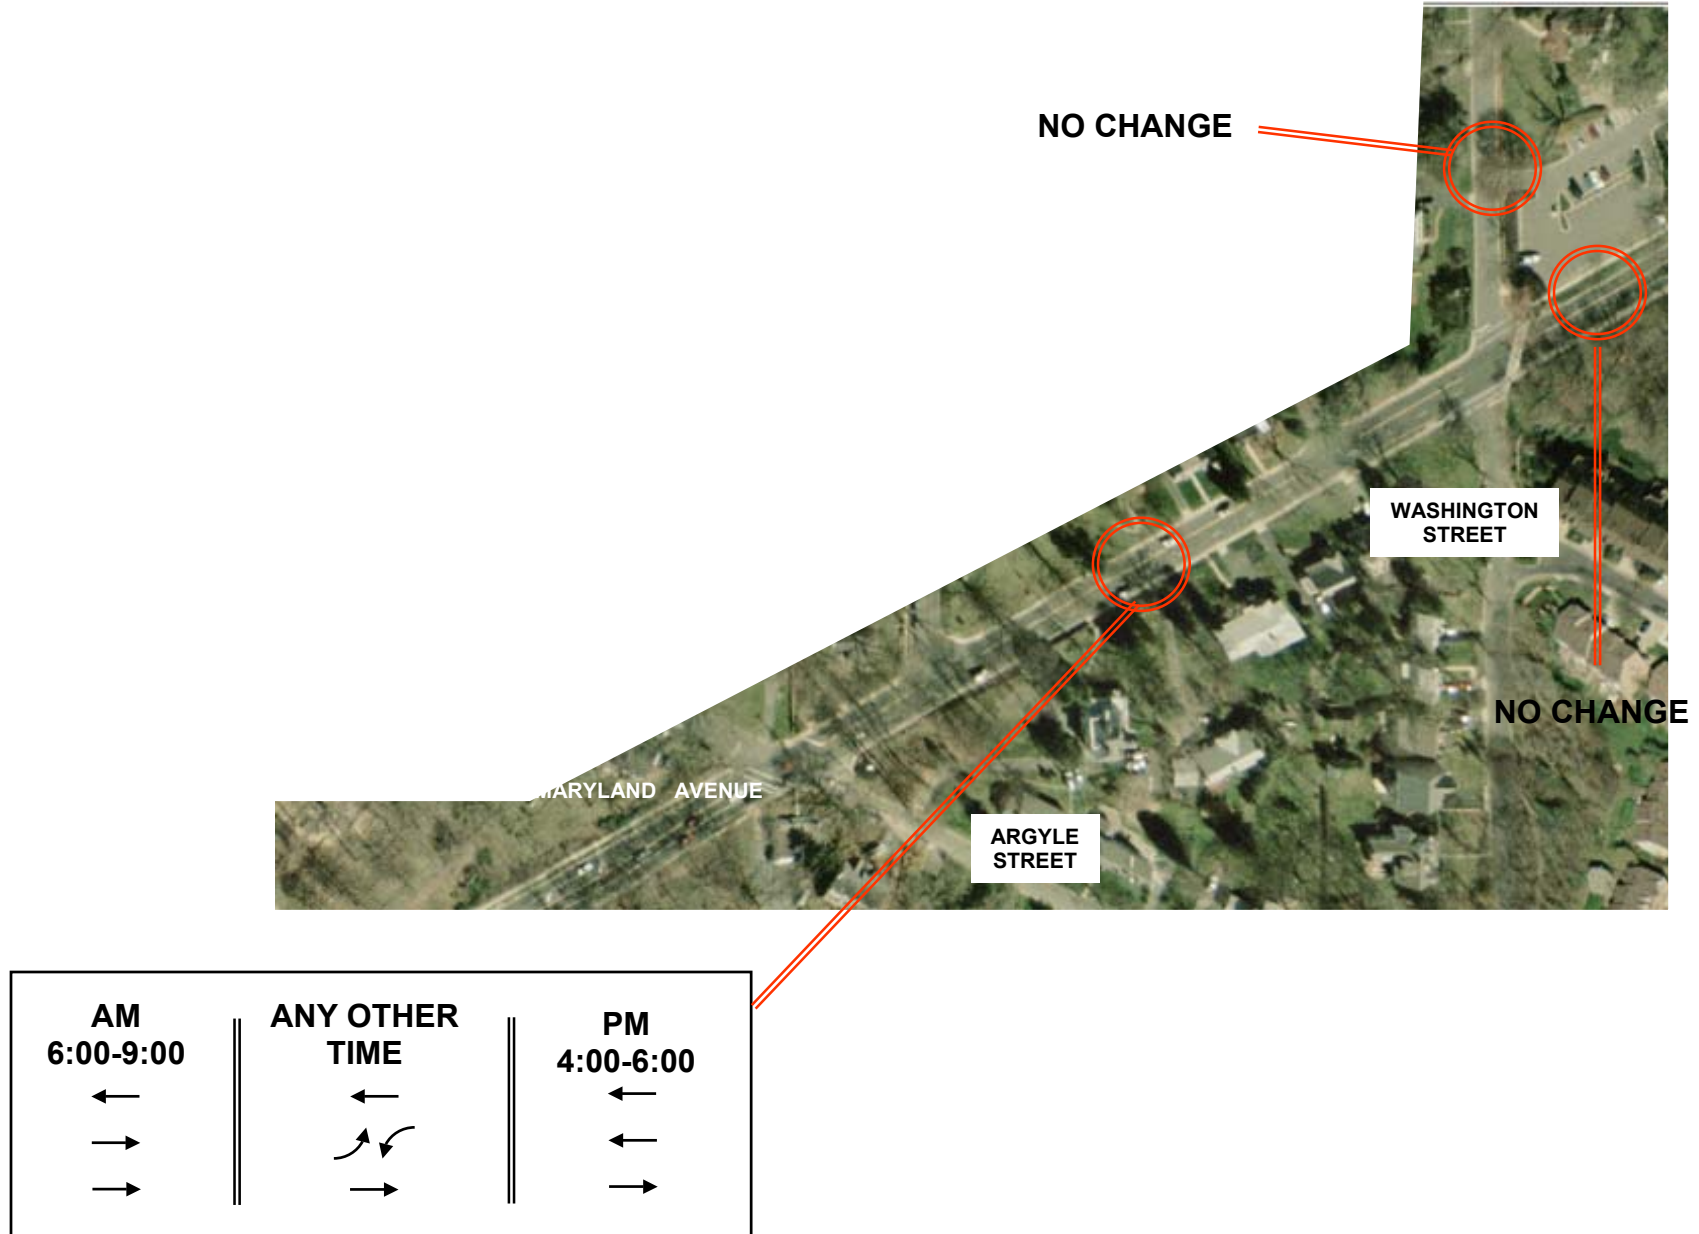 NO CHANGE
WASHINGTON
STREET
NO CHANGE
MARYLAND AVENUE
ARGYLE
STREET
AM
6:00-9:00
ANY OTHER
TIME
PM
4:00-6:00